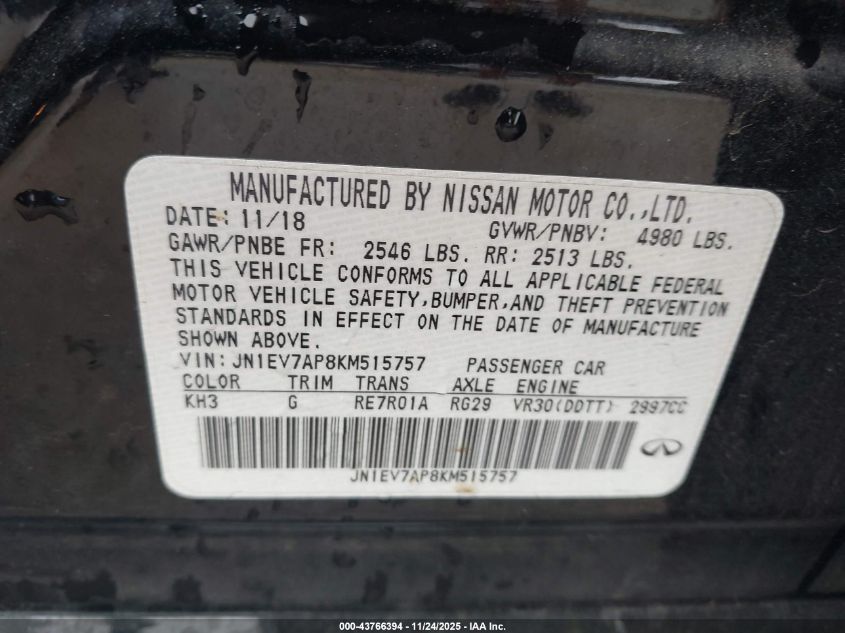 MANUFACTURED BY NISSAN MOTOR CO.,LTD.
DATE: 11/18 GVWR/PNBV: 4980 LBS.
GAWR/PNBE FR: 2546 LBS. RR: 2513 LBS.
THIS VEHICLE CONFORMS TO ALL APPLICABLE FEDERAL
MOTOR VEHICLE SAFETY,BUMPER,AND THEFT PREVENTION
STANDARDS IN EFFECT ON THE DATE OF MANUFACTURE
SHOWN ABOVE.
VIN: JN1EV7AP8KM515757 PASSENGER CAR
COLOR TRIM TRANS AXLE ENGINE
KH3 G RE7R01A RG29 VR30(DDTT) 2997CC
JN1EV7AP8KM515757
000-43766394 - 11/24/2025 - IAA Inc.